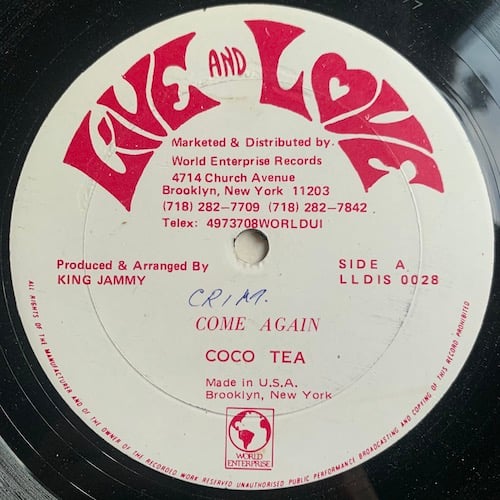 LIVE AND LOVE
Marketed & Distributed by:
World Enterprise Records
4714 Church Avenue
Brooklyn, New York 11203
(718) 282-7709 (718) 282-7842
Telex: 4973708WORLDUI
Produced & Arranged By
KING JAMMY
SIDE A
LLDIS 0028
CRIM.
COME AGAIN
COCO TEA
Made in U.S.A.
Brooklyn, New York
WORLD
ENTERPRISE
ALL RIGHTS OF THE MANUFACTURER AND OF THE OWNER OF THE RECORDED WORK RESERVED UNAUTHORISED PUBLIC PERFORMANCE BROADCASTING AND COPYING OF THIS RECORD PROHIBITED